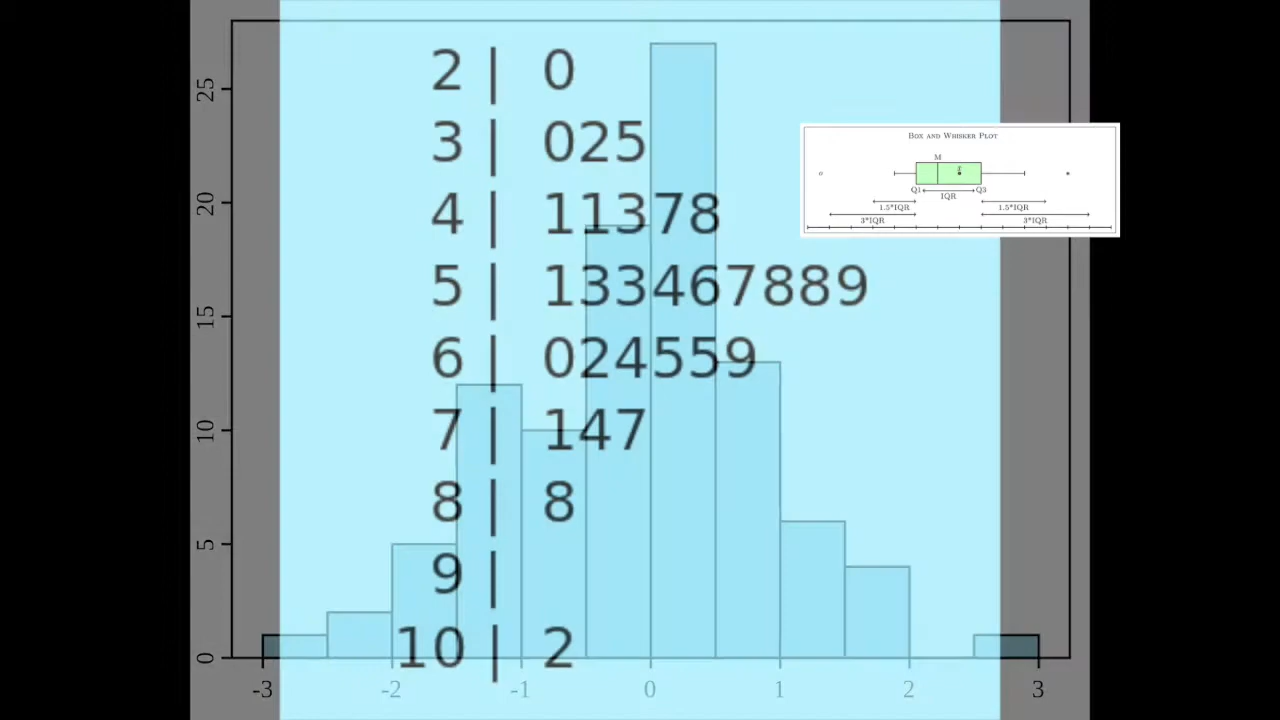 2 | 0
3 | 025
4 | 11378
5 | 133467889
6 | 024559
7 | 147
8 | 8
9 |
10 | 2
25
20
15
10
5
0
-3 -2 -1 0 1 2 3
Box and Whisker Plot
M
x̄
Q1 Q3
IQR
1.5*IQR 1.5*IQR
3*IQR 3*IQR